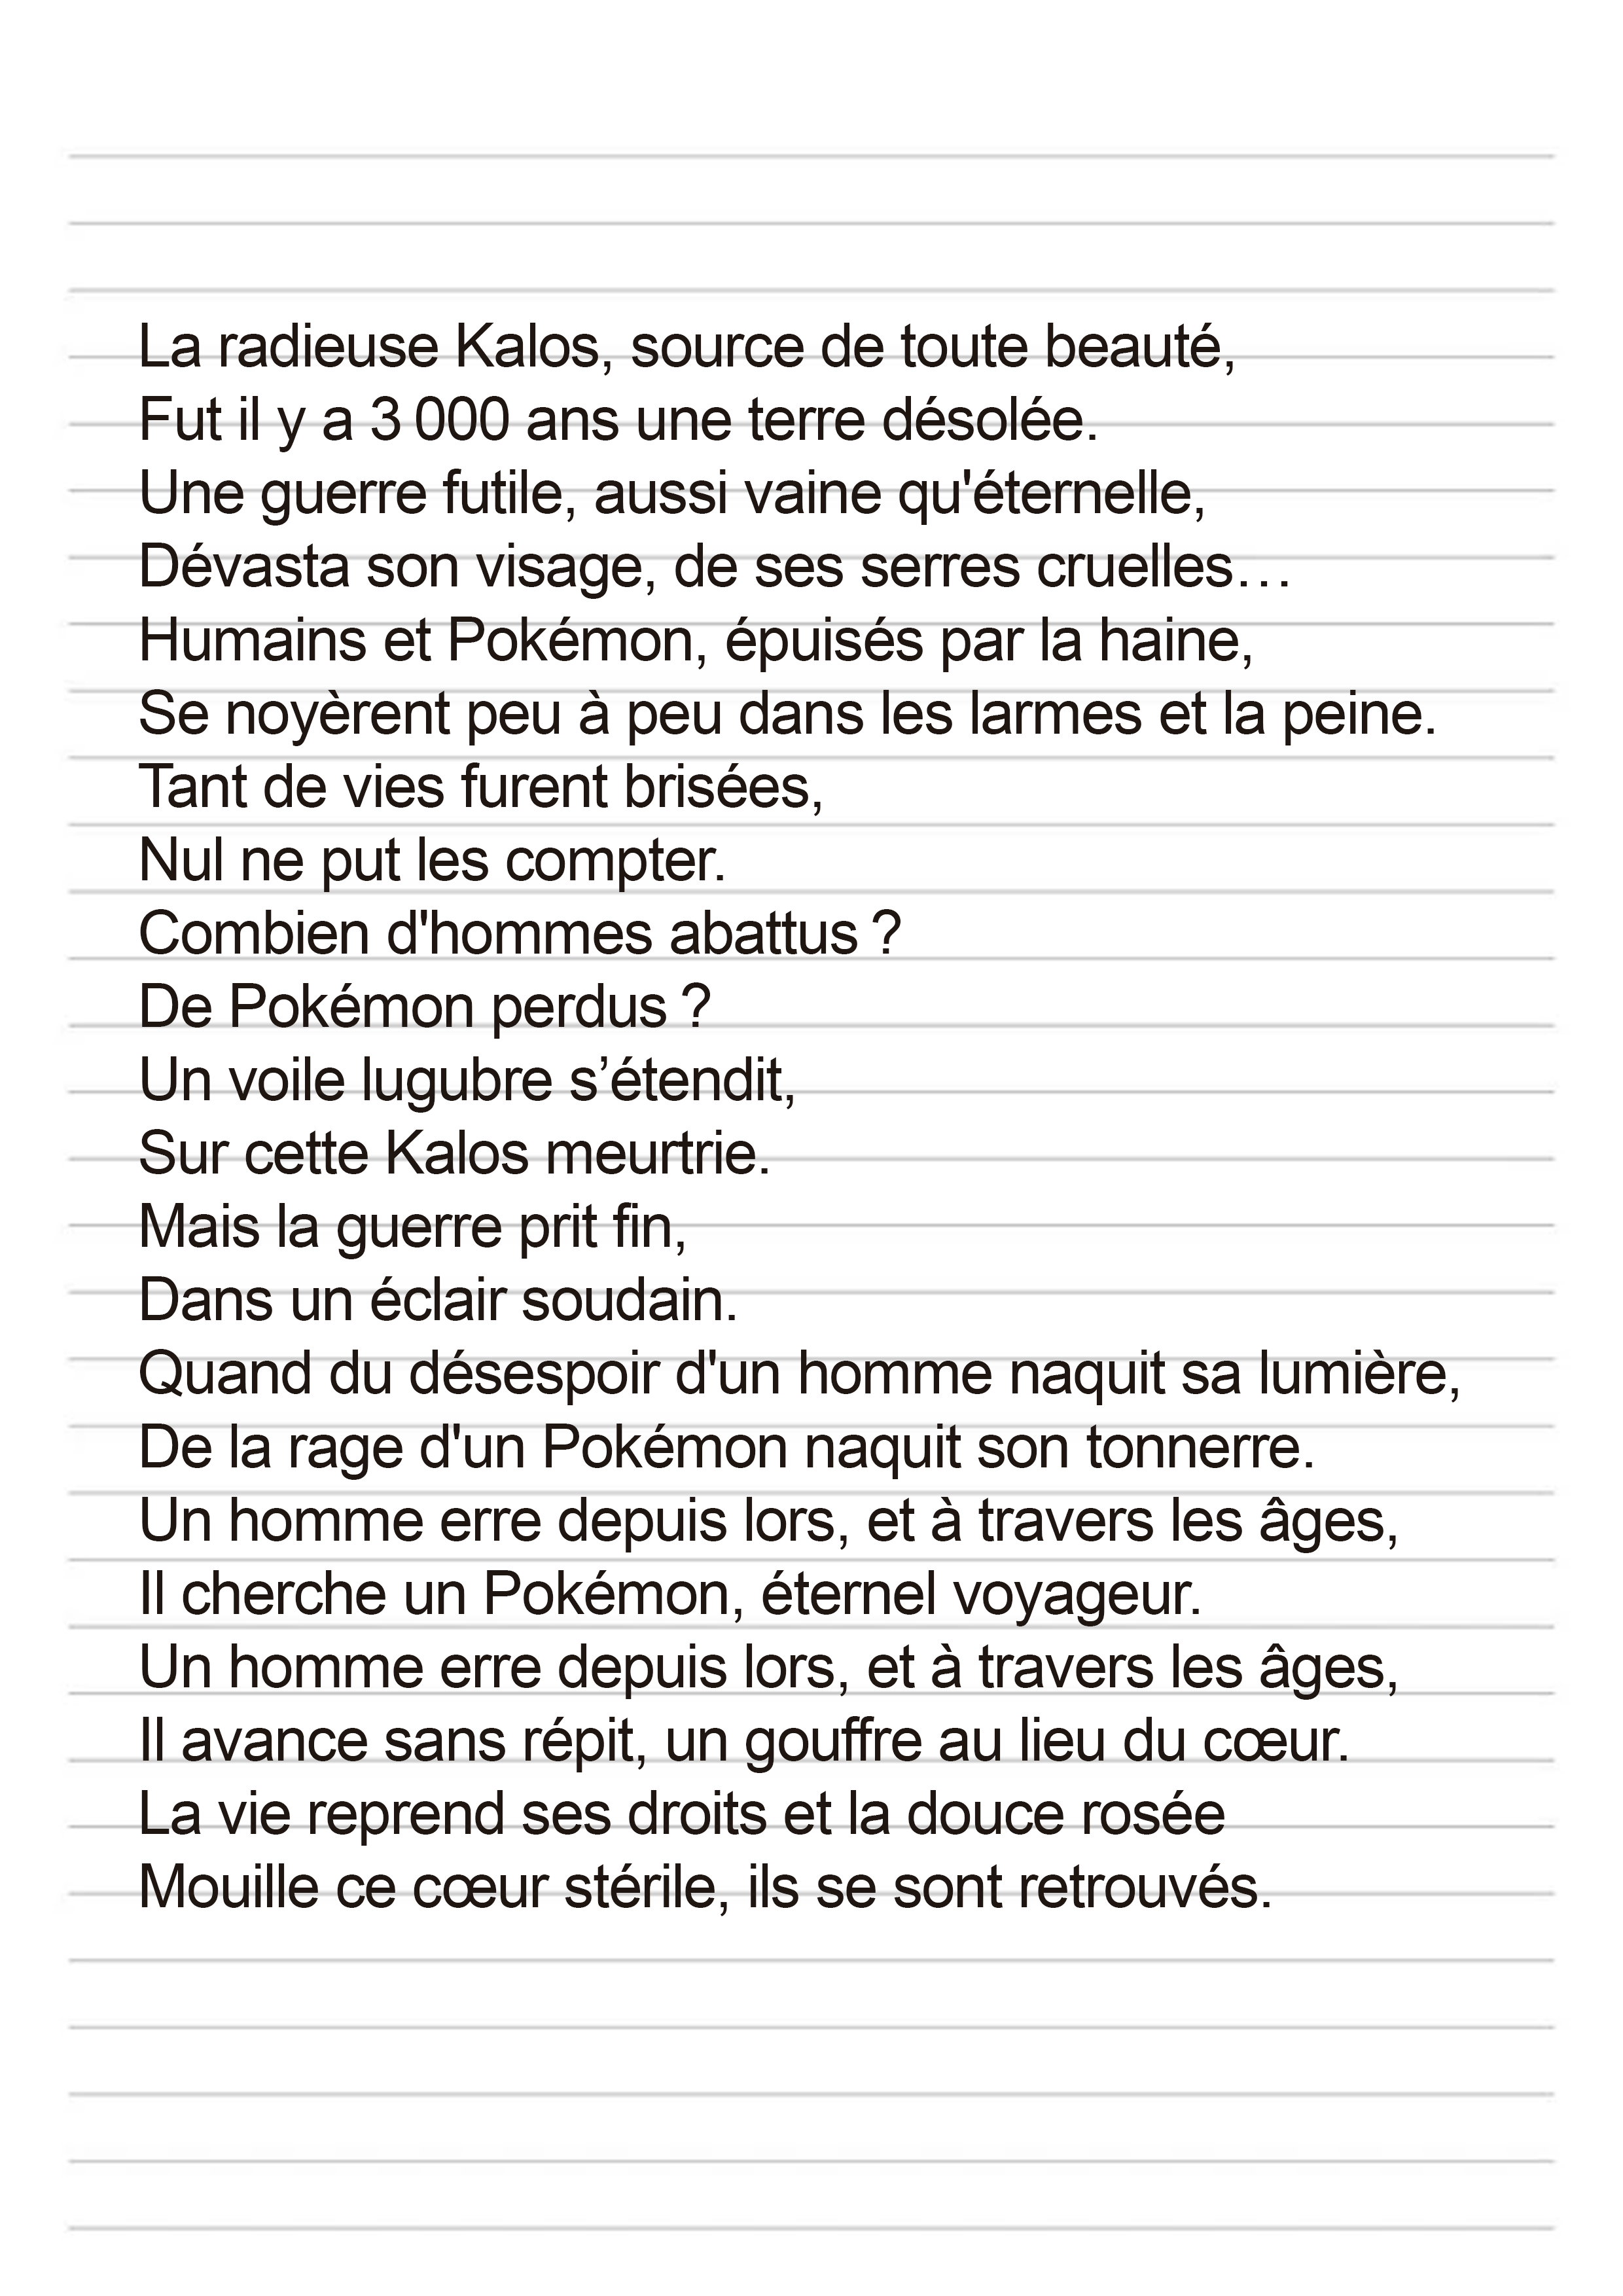 La radieuse Kalos, source de toute beauté,
Fut il y a 3 000 ans une terre désolée.
Une guerre futile, aussi vaine qu'éternelle,
Dévasta son visage, de ses serres cruelles…
Humains et Pokémon, épuisés par la haine,
Se noyèrent peu à peu dans les larmes et la peine.
Tant de vies furent brisées,
Nul ne put les compter.
Combien d'hommes abattus ?
De Pokémon perdus ?
Un voile lugubre s’étendit,
Sur cette Kalos meurtrie.
Mais la guerre prit fin,
Dans un éclair soudain.
Quand du désespoir d'un homme naquit sa lumière,
De la rage d'un Pokémon naquit son tonnerre.
Un homme erre depuis lors, et à travers les âges,
Il cherche un Pokémon, éternel voyageur.
Un homme erre depuis lors, et à travers les âges,
Il avance sans répit, un gouffre au lieu du cœur.
La vie reprend ses droits et la douce rosée
Mouille ce cœur stérile, ils se sont retrouvés.